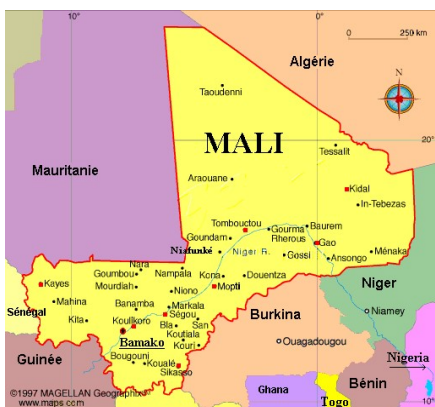 0°
0 250 km
Algérie
N
Taoudenni
MALI
20°
Tessalit
Mauritanie
Araouane
Kidal
In-Tebezas
Tombouctou
Gourma
Rherous
Baurem
Goundam
Gao
Niafunké
Niger R.
Gossi
Ansongo
Ménaka
Nara
Nampala
Goumbou
Kona
Douentza
Kayes
Mourdiah
Niono
Mopti
Niger
Mahina
Banamba
Markala
Sénégal
Ségou
Burkina
Kita
Koulikoro
Bla
San
Niamey
Bamako
Koutiala
Kouri
Ouagadougou
Guinée
Bougouni
Koualé
Sikasso
Nigeria
Bénin
Ghana
Togo
©1997 MAGELLAN Geographix
www.maps.com
10°
10°